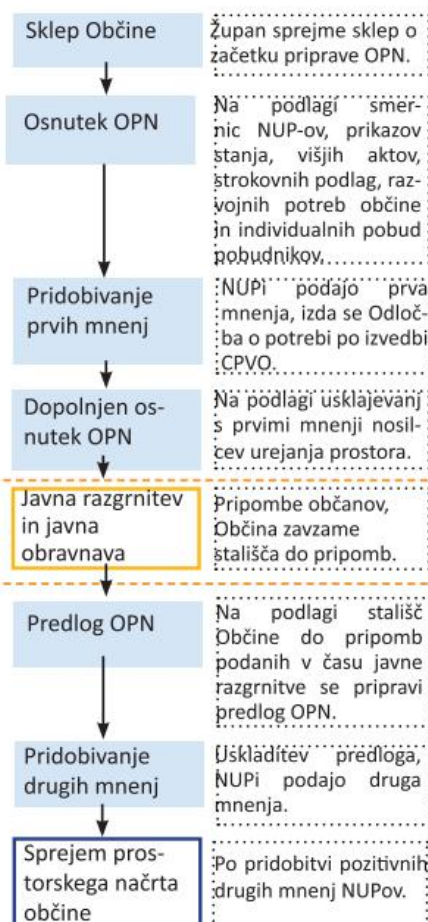 Sklep Občine
Župan sprejme sklep o
začetku priprave OPN.
Osnutek OPN
Na podlagi smer-
nic NUP-ov, prikazov
stanja, višjih aktov,
strokovnih podlag, raz-
vojnih potreb občine
in individualnih pobud
pobudnikov.
Pridobivanje
prvih mnenj
NUPi podajo prva
mnenja, izda se Odloč-
ba o potrebi po izvedbi
CPVO.
Dopolnjen os-
nutek OPN
Na podlagi usklajevanj
s prvimi mnenji nosil-
cev urejanja prostora.
Javna razgrnitev
in javna
obravnava
Pripombe občanov,
Občina zavzame
stališča do pripomb.
Predlog OPN
Na podlagi stališč
Občine do pripomb
podanih v času javne
razgrnitve se pripravi
predlog OPN.
Pridobivanje
drugih mnenj
Uskladitev predloga,
NUPi podajo druga
mnenja.
Sprejem pros-
torskega načrta
občine
Po pridobitvi pozitivnih
drugih mnenj NUPov.